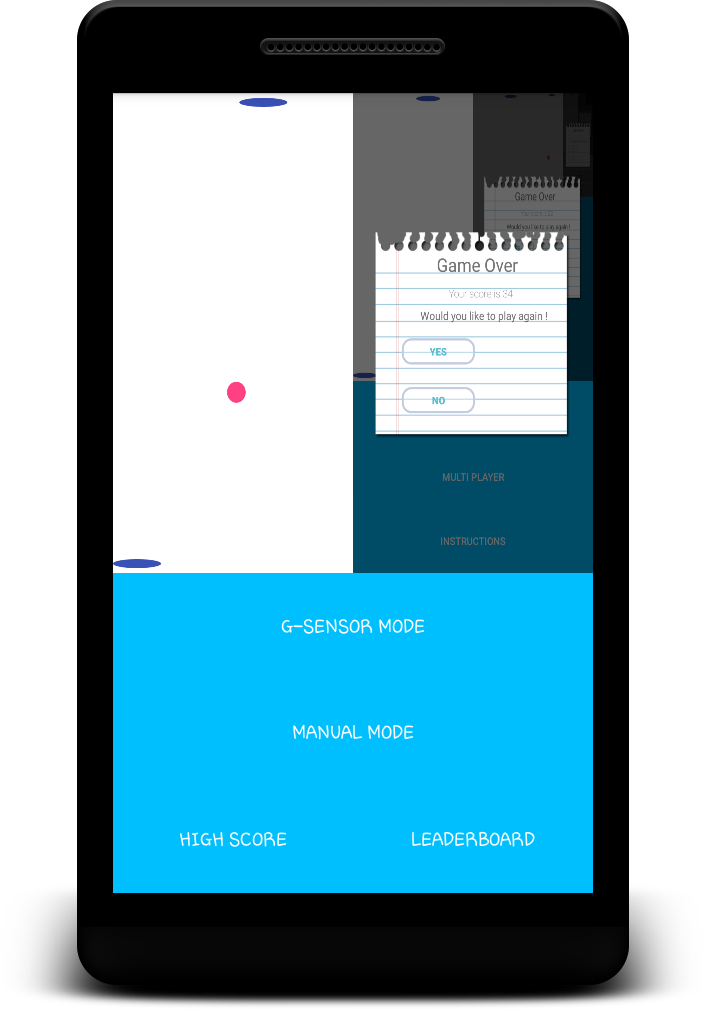 Game Over
Would you like to play again !
Game Over
Your score is 34
Would you like to play again !
YES
NO
MULTI PLAYER
INSTRUCTIONS
G-SENSOR MODE
MANUAL MODE
HIGH SCORE
LEADERBOARD